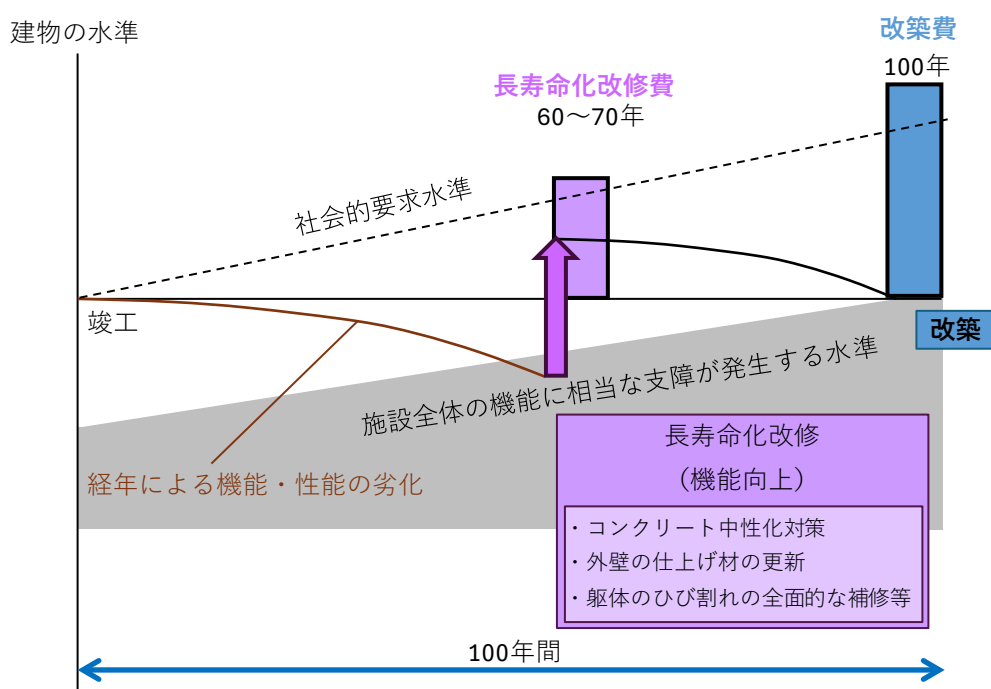 建物の水準
改築費
100年
長寿命化改修費
60～70年
社会的要求水準
竣工
改築
施設全体の機能に相当な支障が発生する水準
経年による機能・性能の劣化
長寿命化改修
（機能向上）
・コンクリート中性化対策
・外壁の仕上げ材の更新
・躯体のひび割れの全面的な補修等
100年間